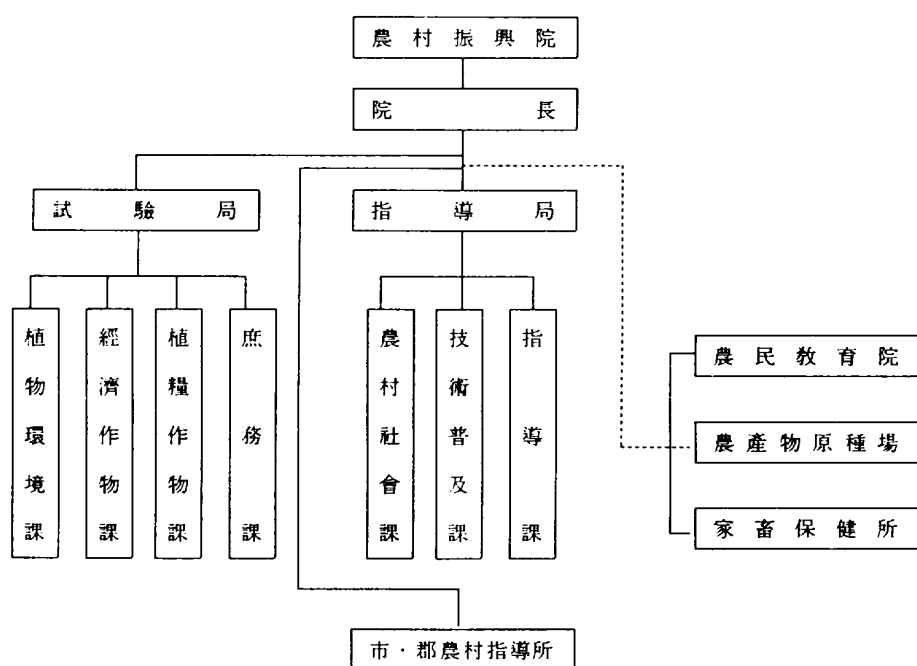 農村振興院
院長
試驗局
指導局
植物環境課
經濟作物課
植糧作物課
庶務課
農村社會課
技術普及課
指導課
農民敎育院
農產物原種場
家畜保健所
市·郡農村指導所